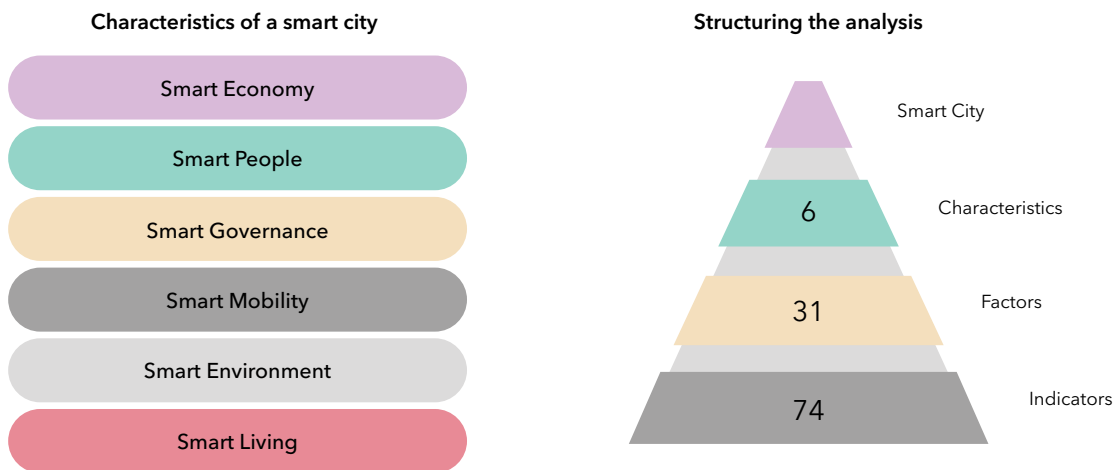 Characteristics of a smart city
Smart Economy
Smart People
Smart Governance
Smart Mobility
Smart Environment
Smart Living
Structuring the analysis
Smart City
6
Characteristics
31
Factors
74
Indicators